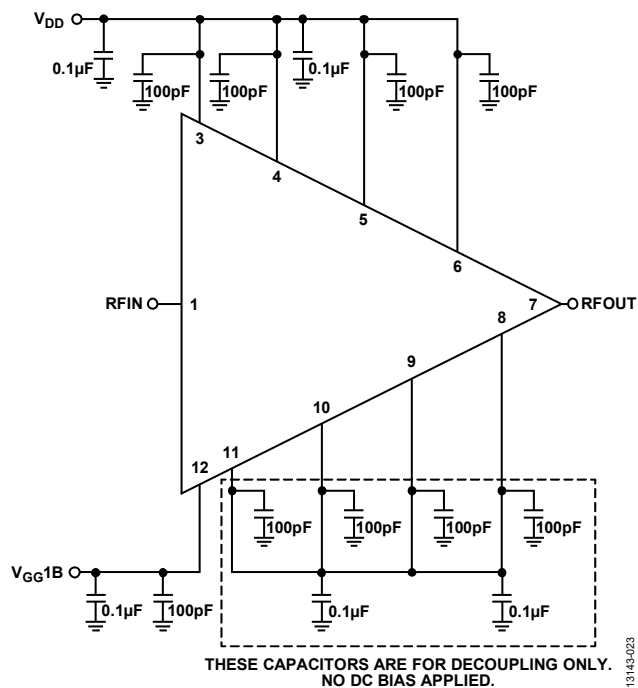 VDD
0.1µF
100pF
100pF
0.1µF
100pF
100pF
3
4
5
6
RFIN
1
7
RFOUT
8
9
10
11
12
100pF
100pF
100pF
100pF
VGG1B
0.1µF
100pF
0.1µF
0.1µF
THESE CAPACITORS ARE FOR DECOUPLING ONLY.
NO DC BIAS APPLIED.
13143-023